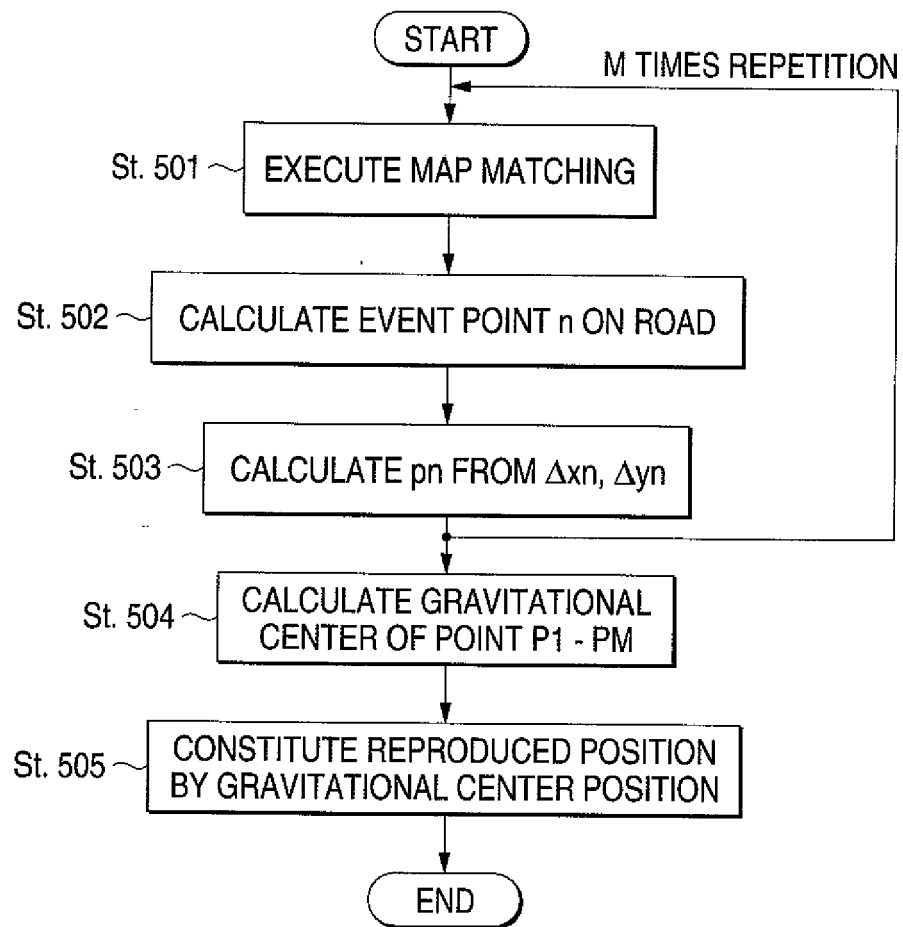 START
M TIMES REPETITION
St. 501
EXECUTE MAP MATCHING
St. 502
CALCULATE EVENT POINT n ON ROAD
St. 503
CALCULATE pn FROM Δxn, Δyn
St. 504
CALCULATE GRAVITATIONAL
CENTER OF POINT P1 - PM
St. 505
CONSTITUTE REPRODUCED POSITION
BY GRAVITATIONAL CENTER POSITION
END